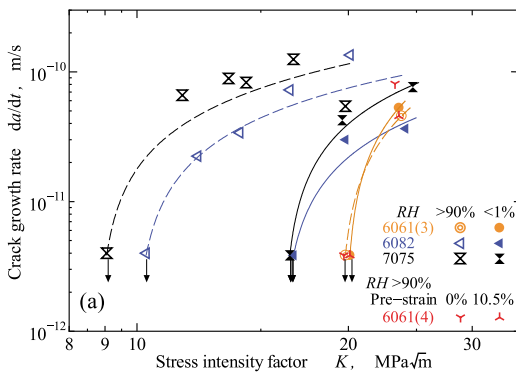 (a)
Crack growth rate da/dt, m/s
10⁻¹⁰
10⁻¹¹
10⁻¹²
RH >90% <1%
6061(3)
6082
7075
RH >90%
Pre−strain 0% 10.5%
6061(4)
8 9 10 20 30
Stress intensity factor K, MPa√m